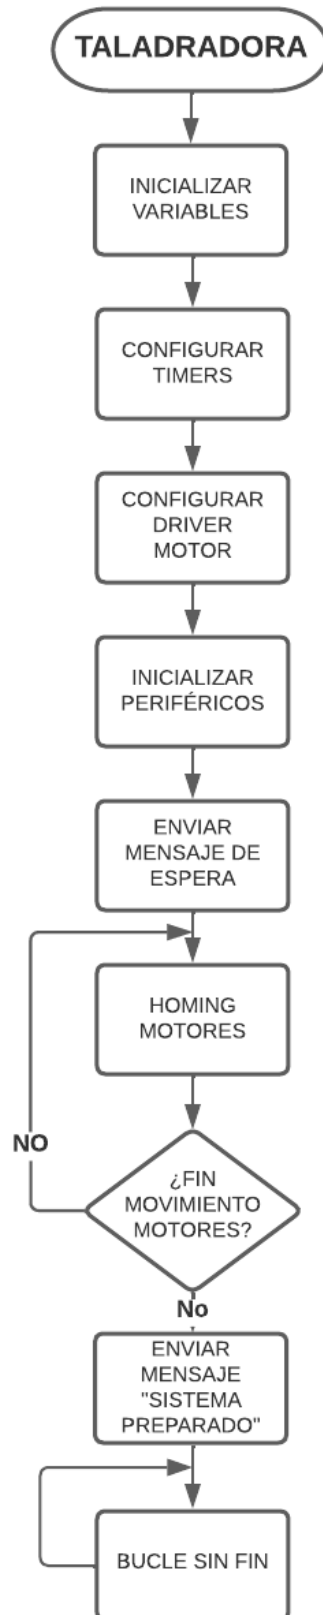 TALADRADORA
INICIALIZAR
VARIABLES
CONFIGURAR
TIMERS
CONFIGURAR
DRIVER
MOTOR
INICIALIZAR
PERIFÉRICOS
ENVIAR
MENSAJE DE
ESPERA
HOMING
MOTORES
NO
¿FIN
MOVIMIENTO
MOTORES?
No
ENVIAR
MENSAJE
"SISTEMA
PREPARADO"
BUCLE SIN FIN